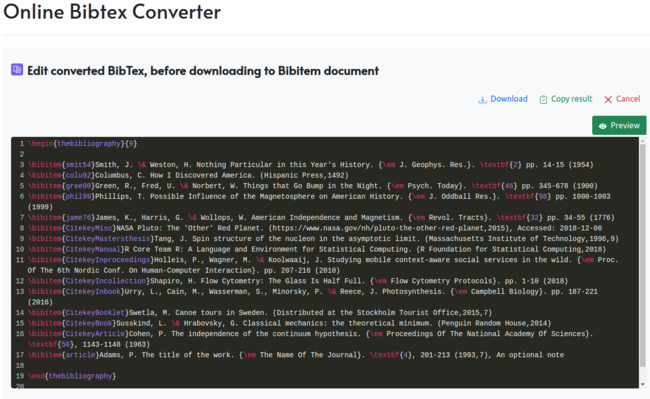 Online Bibtex Converter
Edit converted BibTex, before downloading to Bibitem document
Download Copy result Cancel
Preview
1 \begin{thebibliography}{9}
2
3 \bibitem{smit54}Smith, J. \& Weston, H. Nothing Particular in this Year's History. {\em J. Geophys. Res.}. \textbf{2} pp. 14-15 (1954)
4 \bibitem{colu92}Columbus, C. How I Discovered America. (Hispanic Press,1492)
5 \bibitem{gree00}Green, R., Fred, U. \& Norbert, W. Things that Go Bump in the Night. {\em Psych. Today}. \textbf{46} pp. 345-678 (1900)
6 \bibitem{phil99}Phillips, T. Possible Influence of the Magnetosphere on American History. {\em J. Oddball Res.}. \textbf{98} pp. 1000-1003
(1999)
7 \bibitem{jame76}James, K., Harris, G. \& Wollops, W. American Independence and Magnetism. {\em Revol. Tracts}. \textbf{32} pp. 34-55 (1776)
8 \bibitem{CitekeyMisc}NASA Pluto: The 'Other' Red Planet. (https://www.nasa.gov/nh/pluto-the-other-red-planet,2015), Accessed: 2018-12-06
9 \bibitem{CitekeyMastersthesis}Tang, J. Spin structure of the nucleon in the asymptotic limit. (Massachusetts Institute of Technology,1996,9)
10 \bibitem{CitekeyManual}R Core Team R: A Language and Environment for Statistical Computing. (R Foundation for Statistical Computing,2018)
11 \bibitem{CitekeyInproceedings}Holleis, P., Wagner, M. \& Koolwaaij, J. Studying mobile context-aware social services in the wild. {\em Proc.
Of The 6th Nordic Conf. On Human-Computer Interaction}. pp. 207-216 (2010)
12 \bibitem{CitekeyIncollection}Shapiro, H. Flow Cytometry: The Glass Is Half Full. {\em Flow Cytometry Protocols}. pp. 1-10 (2018)
13 \bibitem{CitekeyInbook}Urry, L., Cain, M., Wasserman, S., Minorsky, P. \& Reece, J. Photosynthesis. {\em Campbell Biology}. pp. 187-221
(2016)
14 \bibitem{CitekeyBooklet}Swetla, M. Canoe tours in Sweden. (Distributed at the Stockholm Tourist Office,2015,7)
15 \bibitem{CitekeyBook}Susskind, L. \& Hrabovsky, G. Classical mechanics: the theoretical minimum. (Penguin Random House,2014)
16 \bibitem{CitekeyArticle}Cohen, P. The independence of the continuum hypothesis. {\em Proceedings Of The National Academy Of Sciences}.
\textbf{50}, 1143-1148 (1963)
17 \bibitem{article}Adams, P. The title of the work. {\em The Name Of The Journal}. \textbf{4}, 201-213 (1993,7), An optional note
18
19 \end{thebibliography}
20